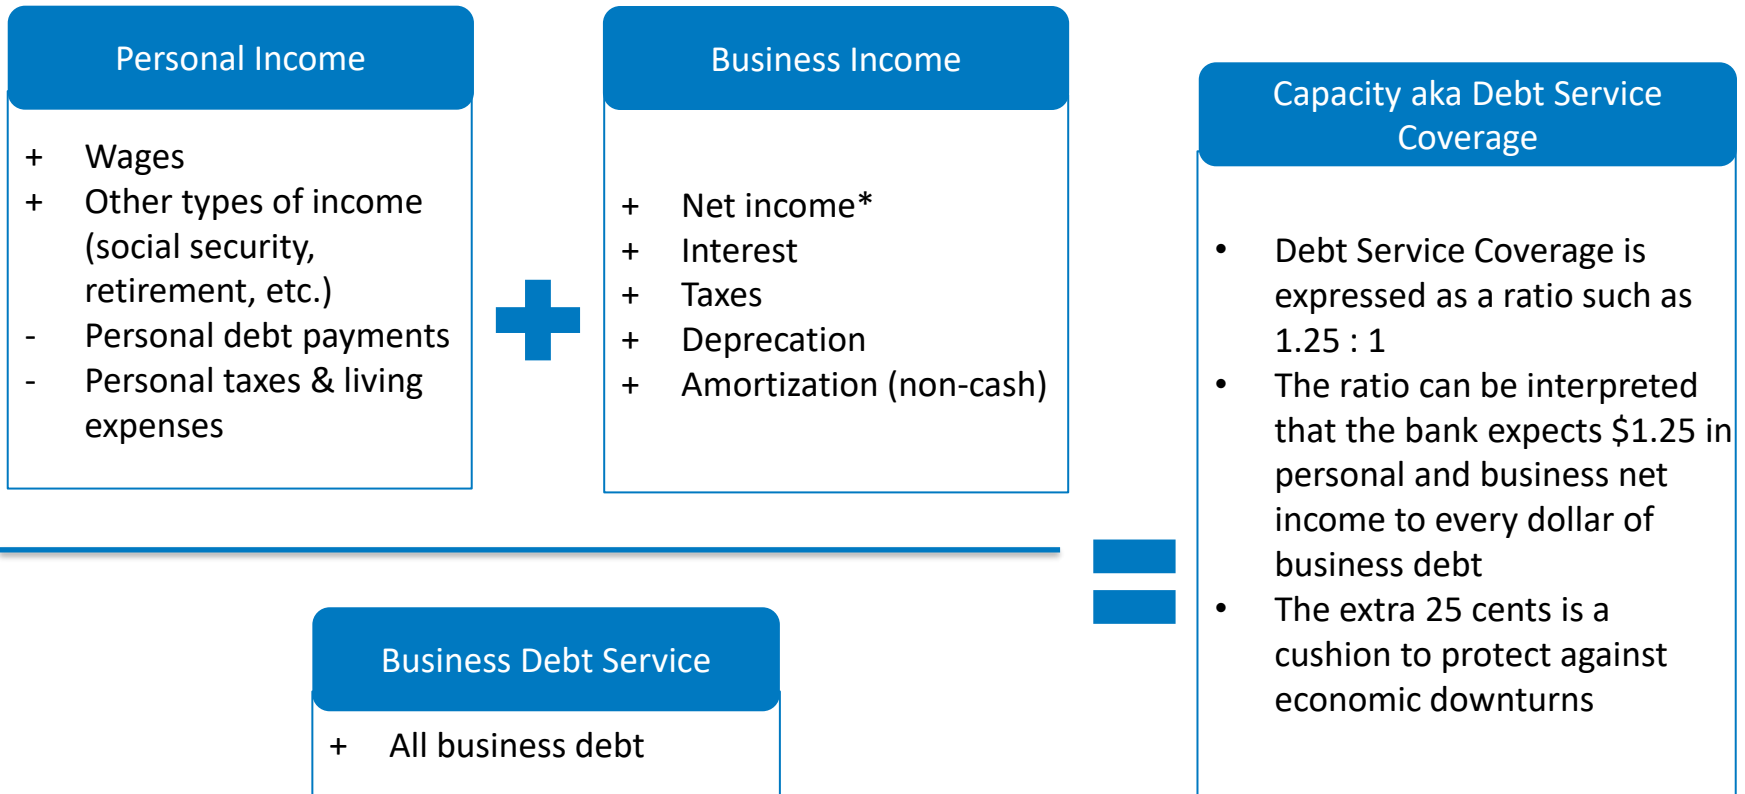 Personal Income
+ Wages
+ Other types of income
(social security,
retirement, etc.)
- Personal debt payments
- Personal taxes & living
expenses
Business Income
+ Net income*
+ Interest
+ Taxes
+ Deprecation
+ Amortization (non-cash)
Business Debt Service
+ All business debt
Capacity aka Debt Service
Coverage
• Debt Service Coverage is
expressed as a ratio such as
1.25 : 1
• The ratio can be interpreted
that the bank expects $1.25 in
personal and business net
income to every dollar of
business debt
• The extra 25 cents is a
cushion to protect against
economic downturns